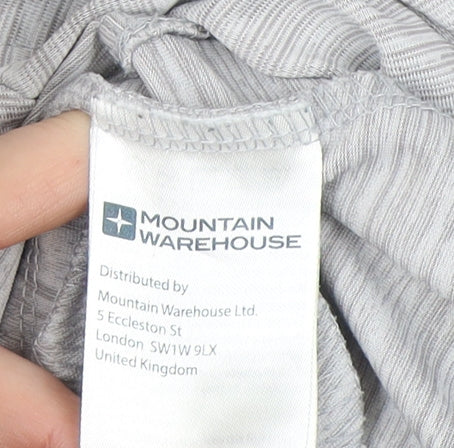 MOUNTAIN
WAREHOUSE
Distributed by
Mountain Warehouse Ltd.
5 Eccleston St
London SW1W 9LX
United Kingdom